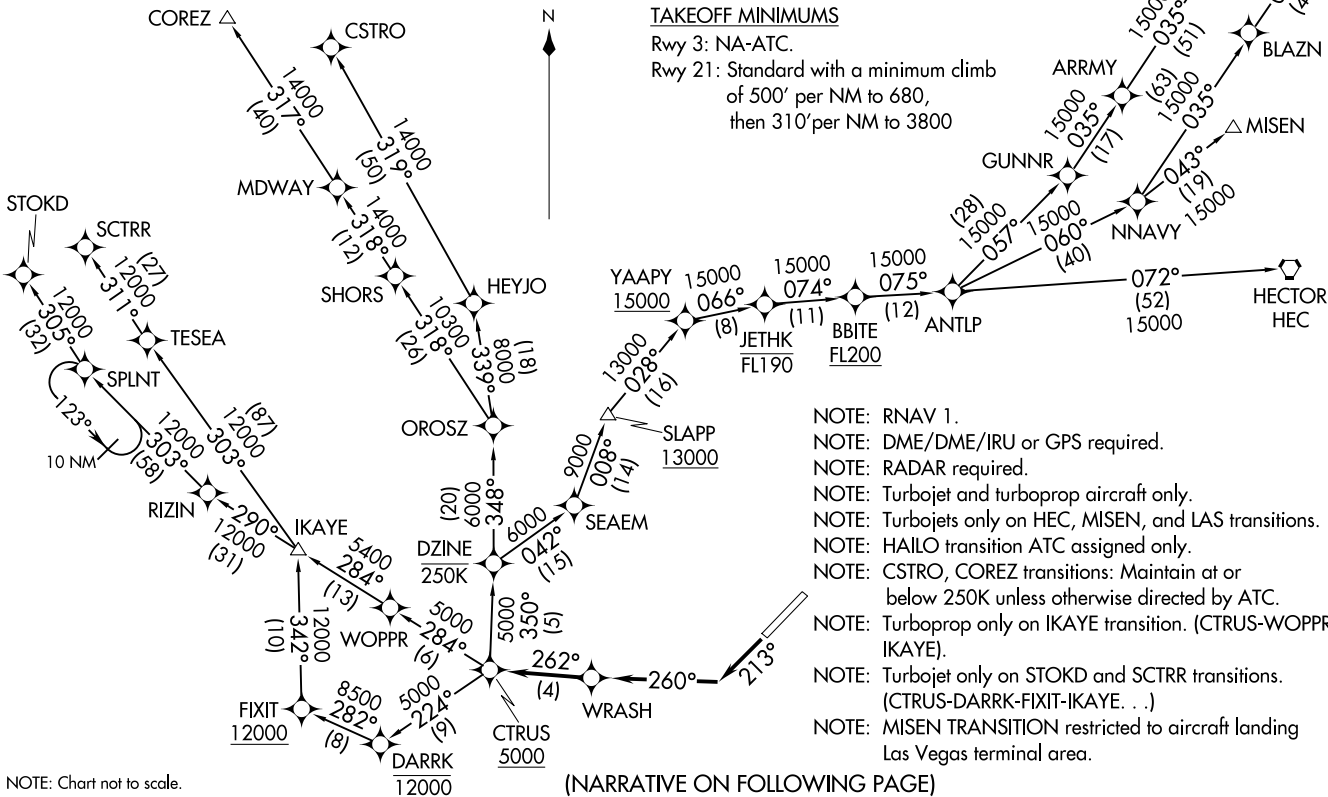 COREZ
CSTRO
N
TAKEOFF MINIMUMS
Rwy 3: NA-ATC.
Rwy 21: Standard with a minimum climb
of 500' per NM to 680,
then 310'per NM to 3800
14000
317°
(40)
14000
319°
(50)
MDWAY
14000
318°
(12)
SHORS
HEYJO
10300
318°
(26)
(18)
8000
339°
OROSZ
STOKD
SCTRR
(27)
12000
311°
TESEA
12000
305°
(32)
SPLNT
123°
10 NM
12000
303°
(58)
(87)
12000
303°
RIZIN
290°
12000
(31)
IKAYE
5400
284°
(13)
WOPPR
5000
284°
(6)
12000
342°
(10)
FIXIT
12000
8500
282°
(8)
DARRK
12000
5000
224°
(9)
CTRUS
5000
262°
(4)
WRASH
260°
213°
5000
350°
(5)
DZINE
250K
(20)
6000
348°
6000
042°
(15)
SEAEM
9000
008°
(14)
SLAPP
13000
13000
028°
(16)
YAAPY
15000
15000
066°
(8)
JETHK
FL190
15000
074°
(11)
BBITE
FL200
15000
075°
(12)
ANTLP
(28)
15000
057°
GUNNR
15000
035°
(17)
ARRMY
15000
035°
(51)
15000
060°
(40)
NNAVY
(63)
15000
035°
BLAZN
043°
(19)
15000
MISEN
072°
(52)
15000
HECTOR
HEC
NOTE: RNAV 1.
NOTE: DME/DME/IRU or GPS required.
NOTE: RADAR required.
NOTE: Turbojet and turboprop aircraft only.
NOTE: Turbojets only on HEC, MISEN, and LAS transitions.
NOTE: HAILO transition ATC assigned only.
NOTE: CSTRO, COREZ transitions: Maintain at or
below 250K unless otherwise directed by ATC.
NOTE: Turboprop only on IKAYE transition. (CTRUS-WOPPR
IKAYE).
NOTE: Turbojet only on STOKD and SCTRR transitions.
(CTRUS-DARRK-FIXIT-IKAYE. . .)
NOTE: MISEN TRANSITION restricted to aircraft landing
Las Vegas terminal area.
NOTE: Chart not to scale.
(NARRATIVE ON FOLLOWING PAGE)